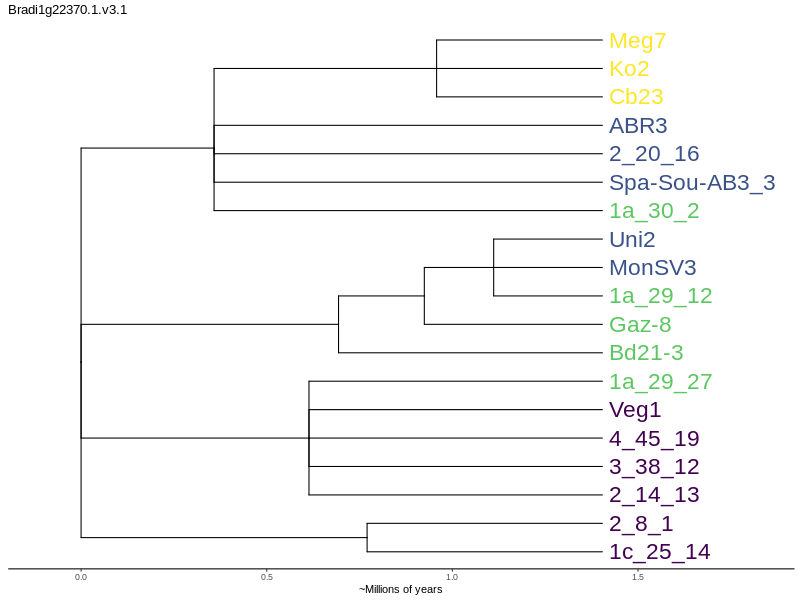 Bradi1g22370.1.v3.1
Meg7
Ko2
Cb23
ABR3
2_20_16
Spa-Sou-AB3_3
1a_30_2
Uni2
MonSV3
1a_29_12
Gaz-8
Bd21-3
1a_29_27
Veg1
4_45_19
3_38_12
2_14_13
2_8_1
1c_25_14
0.0 0.5 1.0 1.5
~Millions of years